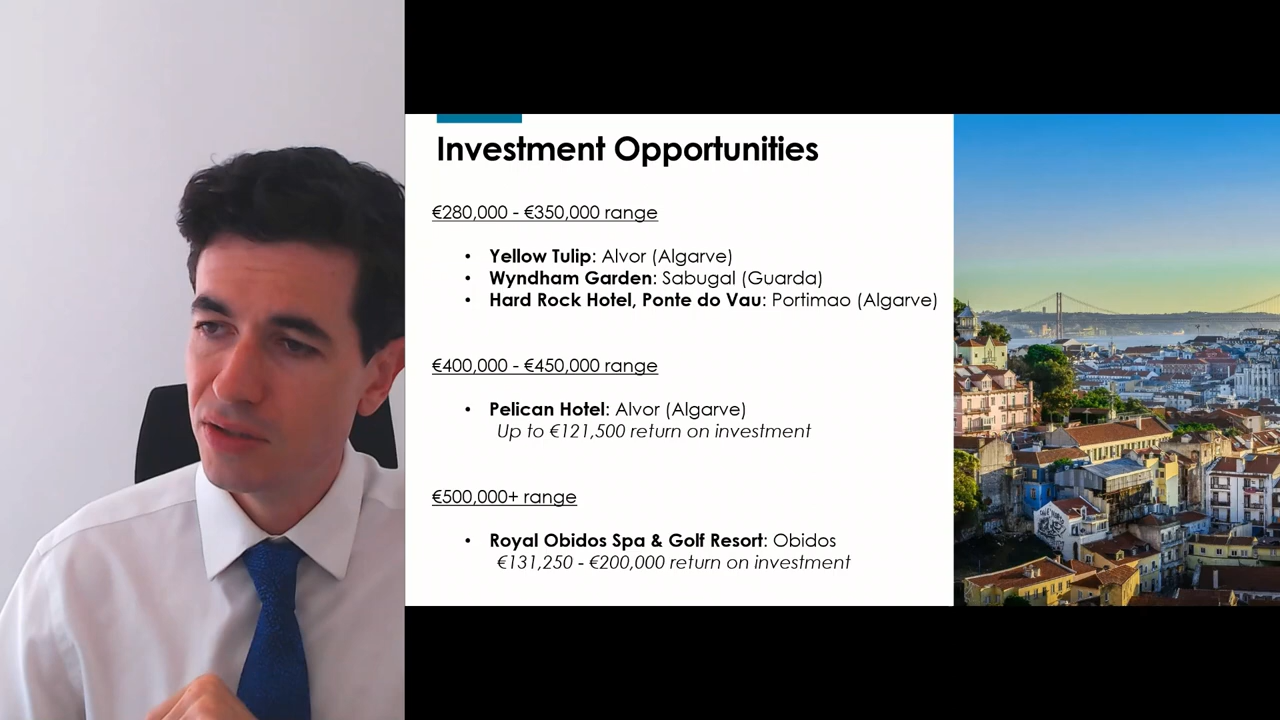 Investment Opportunities
€280,000 - €350,000 range
• Yellow Tulip: Alvor (Algarve)
• Wyndham Garden: Sabugal (Guarda)
• Hard Rock Hotel, Ponte do Vau: Portimao (Algarve)
€400,000 - €450,000 range
• Pelican Hotel: Alvor (Algarve)
Up to €121,500 return on investment
€500,000+ range
• Royal Obidos Spa & Golf Resort: Obidos
€131,250 - €200,000 return on investment